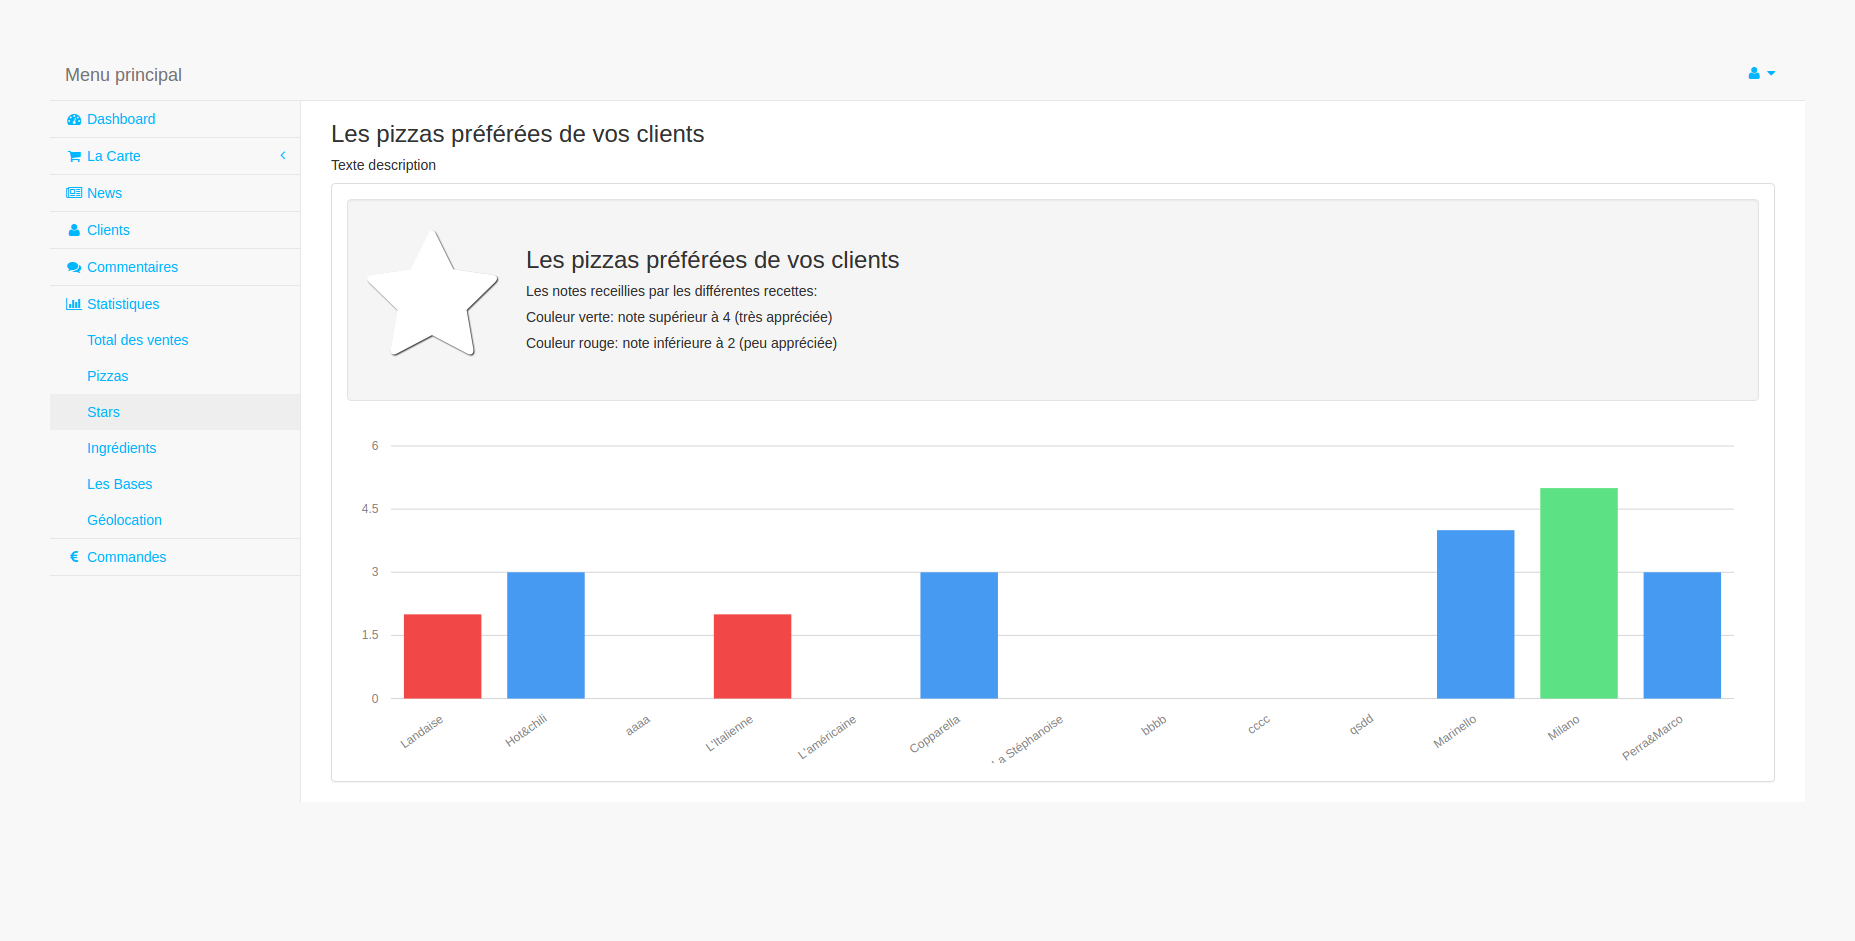 Menu principal
Dashboard
La Carte
News
Clients
Commentaires
Statistiques
Total des ventes
Pizzas
Stars
Ingrédients
Les Bases
Géolocation
Commandes
Les pizzas préférées de vos clients
Texte description
Les pizzas préférées de vos clients
Les notes receillies par les différentes recettes:
Couleur verte: note supérieur à 4 (très appréciée)
Couleur rouge: note inférieure à 2 (peu appréciée)
6
4.5
3
1.5
0
Landaise
Hot&chili
aaaa
L'Italienne
L'américaine
Copparella
La Stéphanoise
bbbb
cccc
qsdd
Marinello
Milano
Perra&Marco